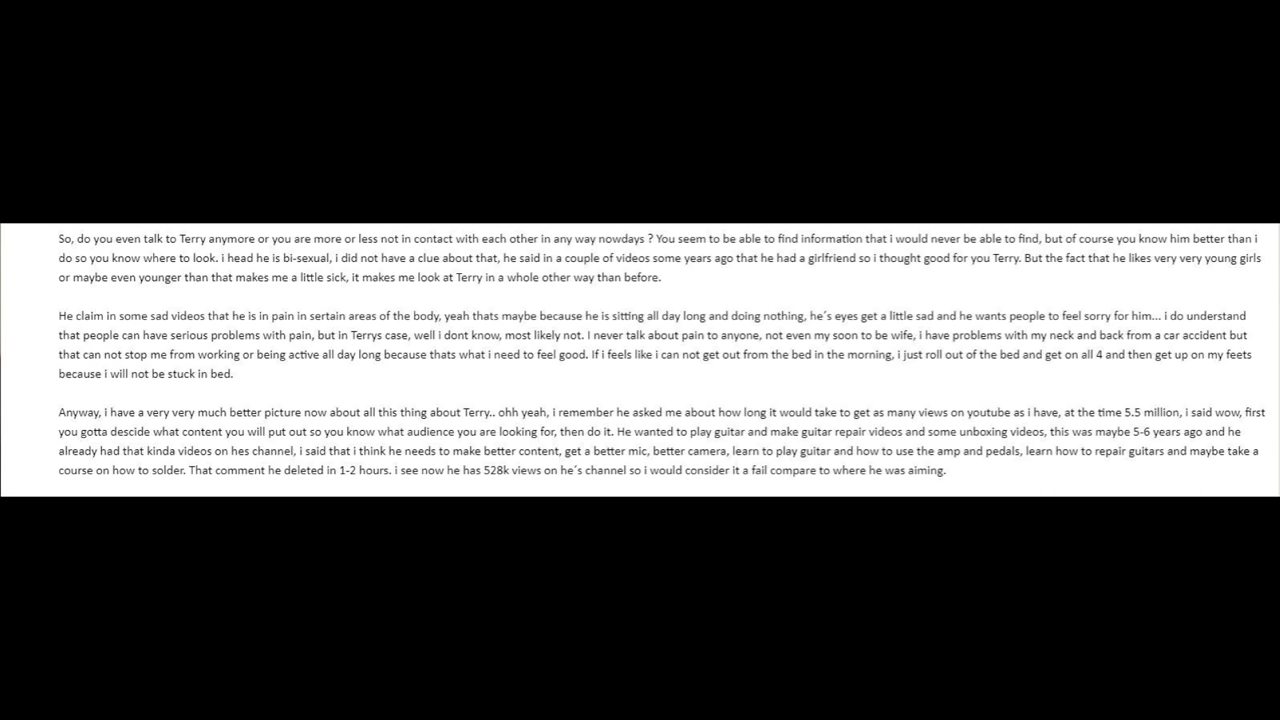 So, do you even talk to Terry anymore or you are more or less not in contact with each other in any way nowdays ? You seem to be able to find information that i would never be able to find, but of course you know him better than i
do so you know where to look. i head he is bi-sexual, i did not have a clue about that, he said in a couple of videos some years ago that he had a girlfriend so i thought good for you Terry. But the fact that he likes very very young girls
or maybe even younger than that makes me a little sick, it makes me look at Terry in a whole other way than before.
He claim in some sad videos that he is in pain in sertain areas of the body, yeah thats maybe because he is sitting all day long and doing nothing, he´s eyes get a little sad and he wants people to feel sorry for him... i do understand
that people can have serious problems with pain, but in Terrys case, well i dont know, most likely not. I never talk about pain to anyone, not even my soon to be wife, i have problems with my neck and back from a car accident but
that can not stop me from working or being active all day long because thats what i need to feel good. If i feels like i can not get out from the bed in the morning, i just roll out of the bed and get on all 4 and then get up on my feets
because i will not be stuck in bed.
Anyway, i have a very very much better picture now about all this thing about Terry.. ohh yeah, i remember he asked me about how long it would take to get as many views on youtube as i have, at the time 5.5 million, i said wow, first
you gotta descide what content you will put out so you know what audience you are looking for, then do it. He wanted to play guitar and make guitar repair videos and some unboxing videos, this was maybe 5-6 years ago and he
already had that kinda videos on hes channel, i said that i think he needs to make better content, get a better mic, better camera, learn to play guitar and how to use the amp and pedals, learn how to repair guitars and maybe take a
course on how to solder. That comment he deleted in 1-2 hours. i see now he has 528k views on he´s channel so i would consider it a fail compare to where he was aiming.